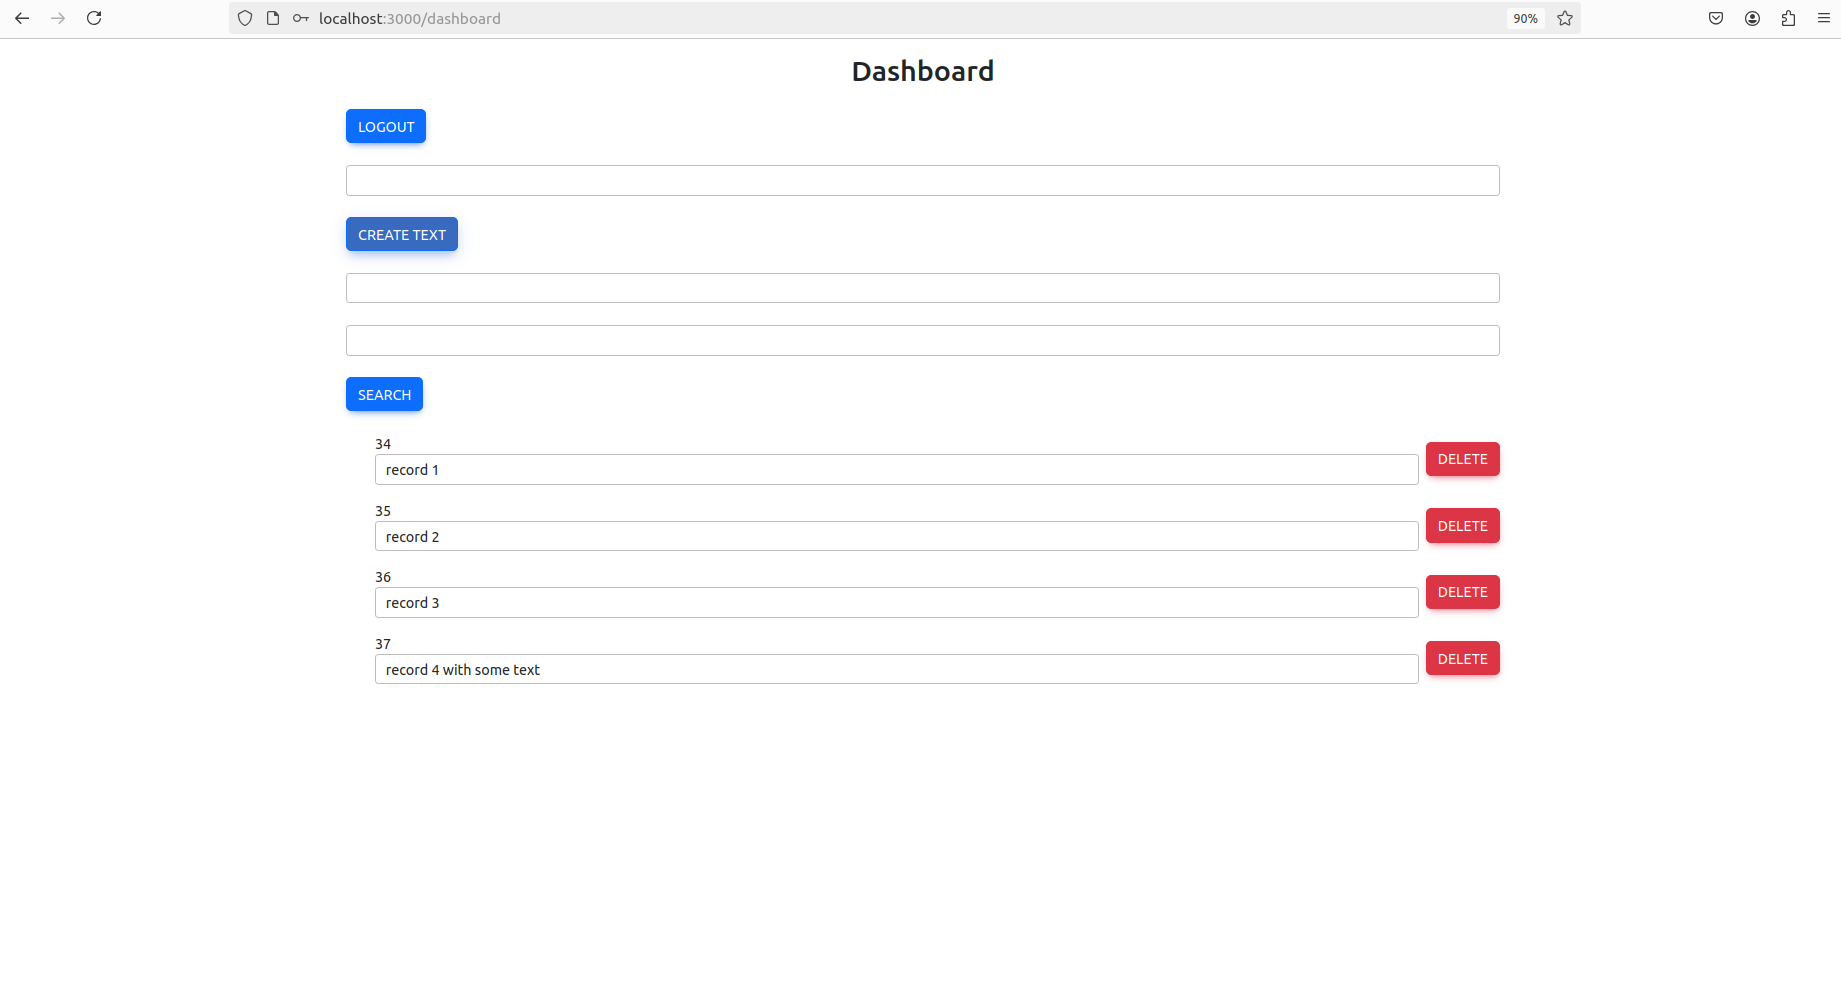 localhost:3000/dashboard 90%
Dashboard
LOGOUT
CREATE TEXT
SEARCH
34
record 1 DELETE
35
record 2 DELETE
36
record 3 DELETE
37
record 4 with some text DELETE